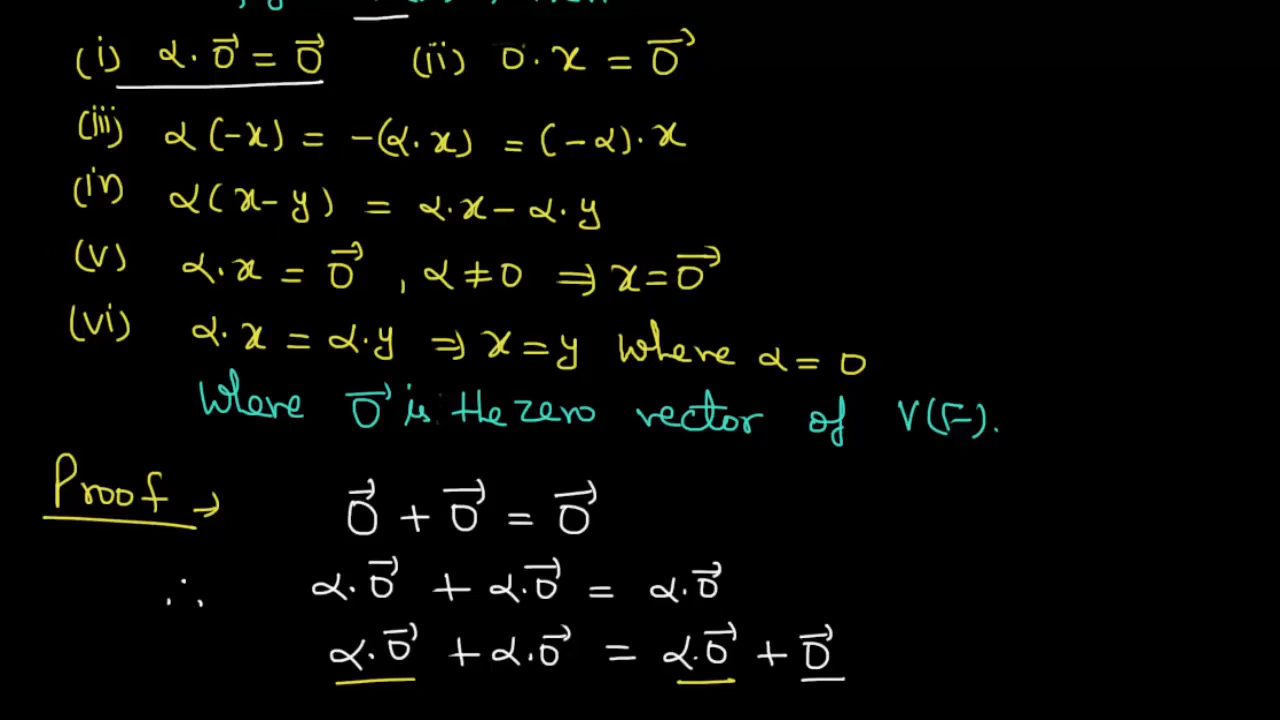 (i) α·0⃗ = 0⃗ (ii) 0·x = 0⃗
(iii) α(-x) = -(α·x) = (-α)·x
(iv) α(x-y) = α·x - α·y
(v) α·x = 0⃗, α ≠ 0 ⇒ x = 0⃗
(vi) α·x = α·y ⇒ x = y where α = 0
where 0⃗ is the zero vector of V(F).
Proof → 0⃗ + 0⃗ = 0⃗
∴ α·0⃗ + α·0⃗ = α·0⃗
α·0⃗ + α·0⃗ = α·0⃗ + 0⃗